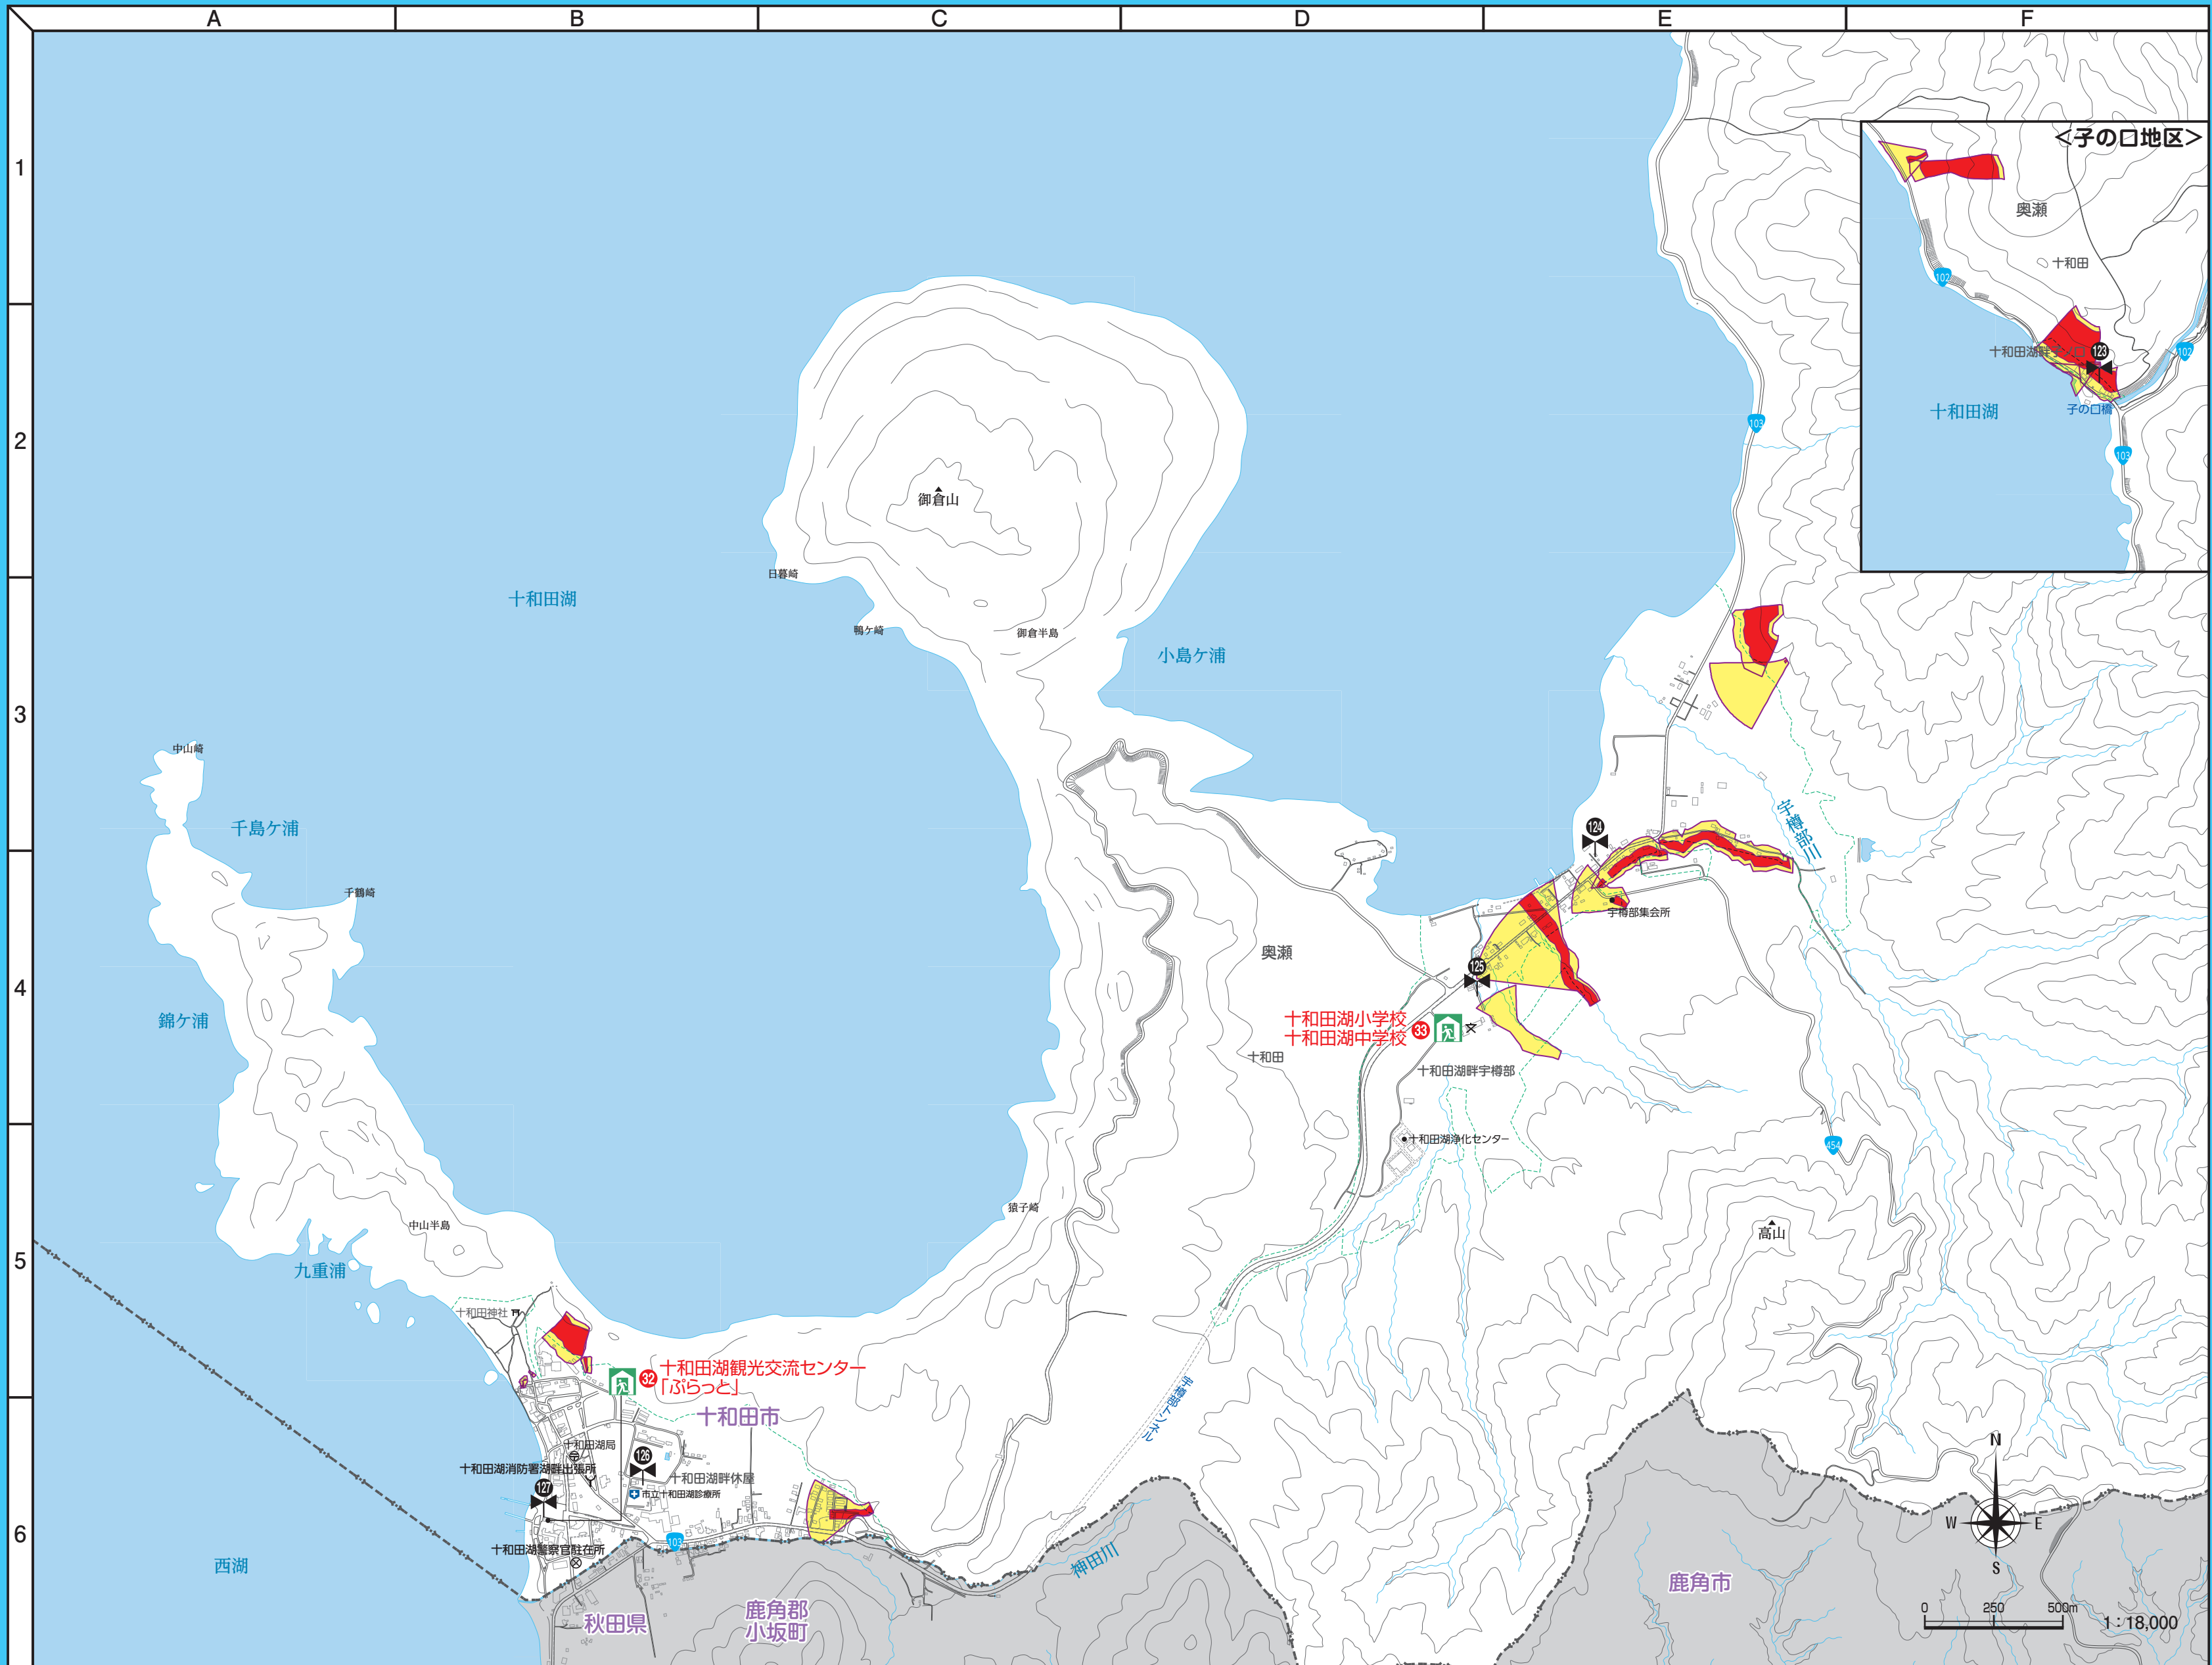 A
B
C
D
E
F
1
2
3
4
5
6
＜子の口地区＞
奥瀬
十和田
102
十和田湖畔子ノ口
123
102
子の口橋
十和田湖
103
103
御倉山
日暮崎
十和田湖
鴨ケ崎
御倉半島
小島ケ浦
中山崎
千島ケ浦
宇樽部川
124
千鶴崎
宇樽部集会所
奥瀬
125
錦ケ浦
十和田湖小学校
十和田湖中学校
33
文
十和田
十和田湖畔宇樽部
十和田湖浄化センター
454
猿子崎
中山半島
高山
九重浦
十和田神社
32
十和田湖観光交流センター
「ぷらっと」
宇樽部トンネル
十和田市
十和田湖局
126
十和田湖消防署湖畔出張所
十和田湖畔休屋
127
市立十和田湖診療所
103
十和田湖警察官駐在所
神田川
西湖
鹿角市
秋田県
鹿角郡
小坂町
N
W
E
S
0 250 500m
1：18,000